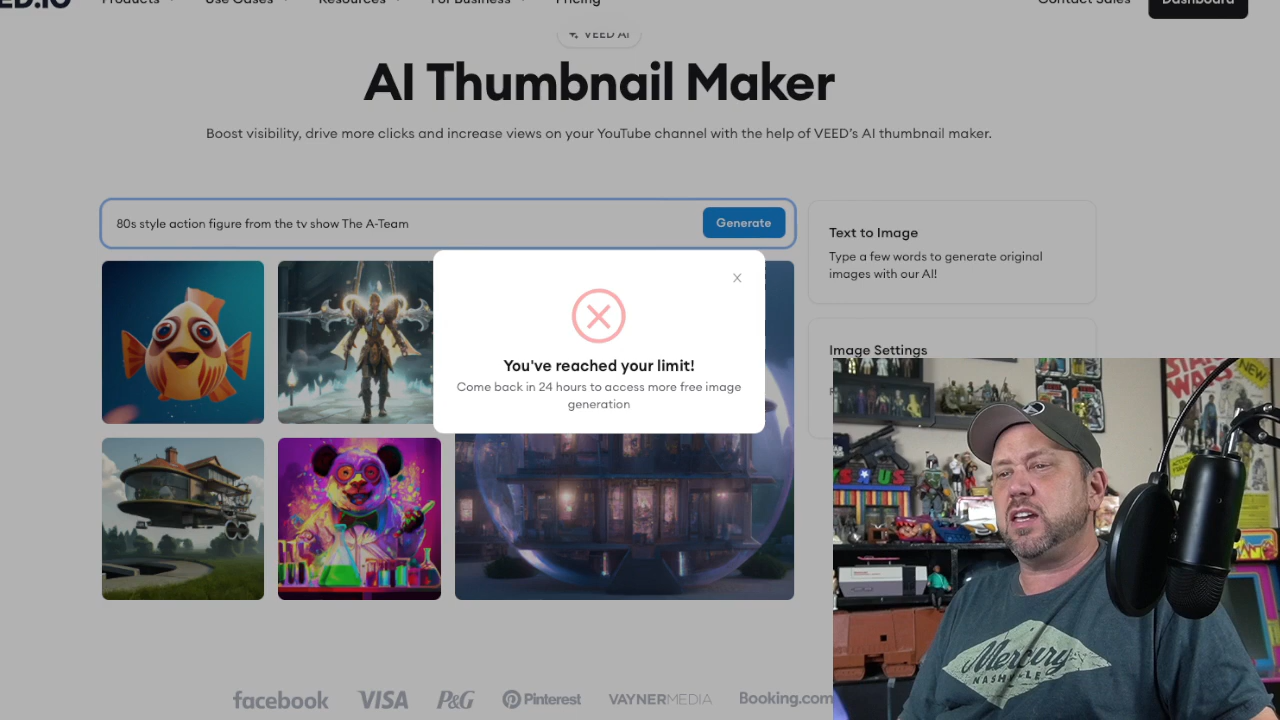 ED.IO Products Use Cases Resources For Business Pricing Contact Sales Dashboard
VEED AI
AI Thumbnail Maker
Boost visibility, drive more clicks and increase views on your YouTube channel with the help of VEED's AI thumbnail maker.
80s style action figure from the tv show The A-Team
Generate
Text to Image
Type a few words to generate original
images with our AI!
X
You've reached your limit!
Come back in 24 hours to access more free image
generation
Image Settings
STAR
WARS
NEW
R US
Mercury
NASHVILLE
facebook VISA P&G Pinterest VAYNERMEDIA Booking.com